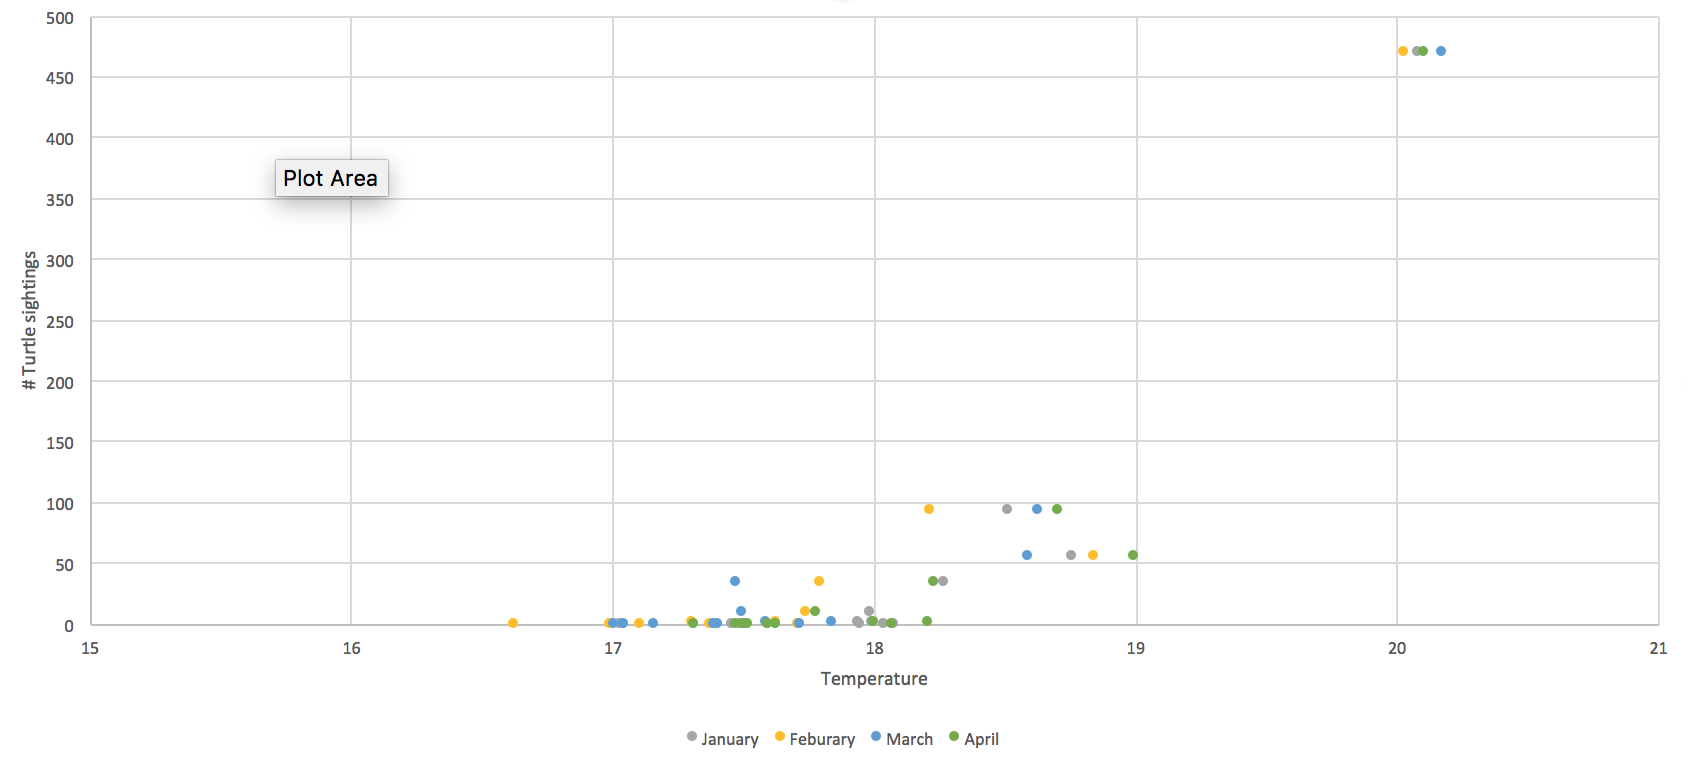 500
450
400
Plot Area
350
300
250
200
150
100
50
0
# Turtle sightings
15 16 17 18 19 20 21
Temperature
January Feburary March April